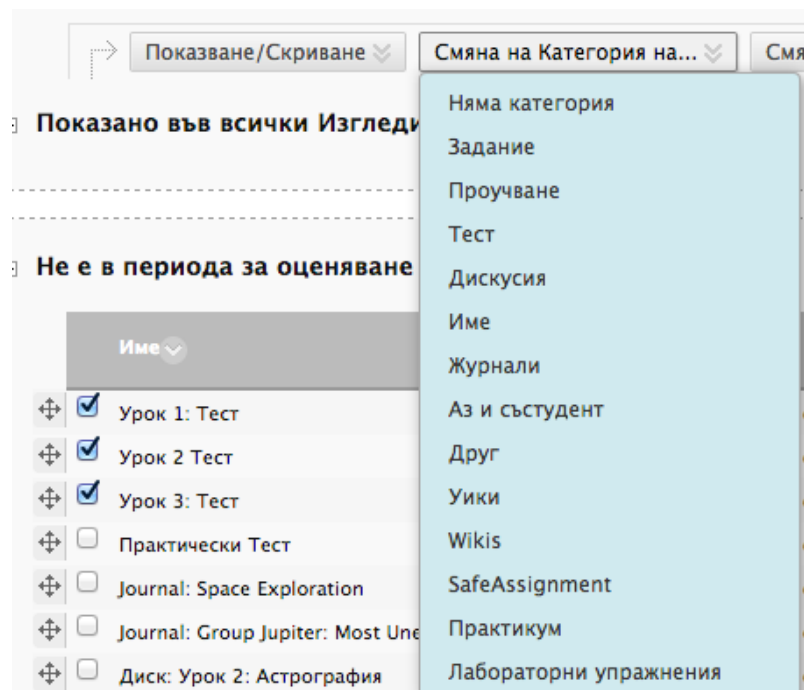 Показване/Скриване
Смяна на Категория на...
Смя
Няма категория
Показано във всички Изгледи
Задание
Проучване
Тест
Не е в периода за оценяване
Дискусия
Име
Име
Журнали
Урок 1: Тест
Аз и състудент
Урок 2 Тест
Друг
Урок 3: Тест
Уики
Практически Тест
Wikis
Journal: Space Exploration
SafeAssignment
Journal: Group Jupiter: Most Une
Практикум
Диск: Урок 2: Астрография
Лабораторни упражнения